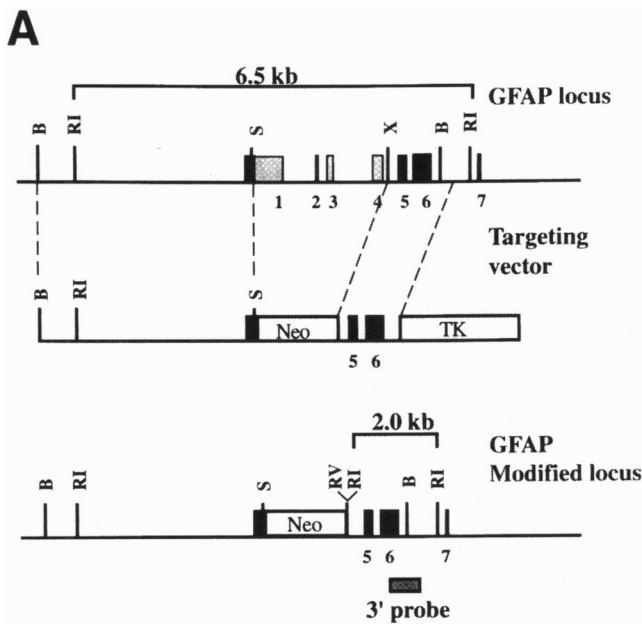 A
6.5 kb
GFAP locus
B RI S X B RI
1 2 3 4 5 6 7
Targeting
vector
B RI S
Neo TK
5 6
2.0 kb
GFAP
Modified locus
B RI S RV RI B RI
Neo
5 6 7
3' probe